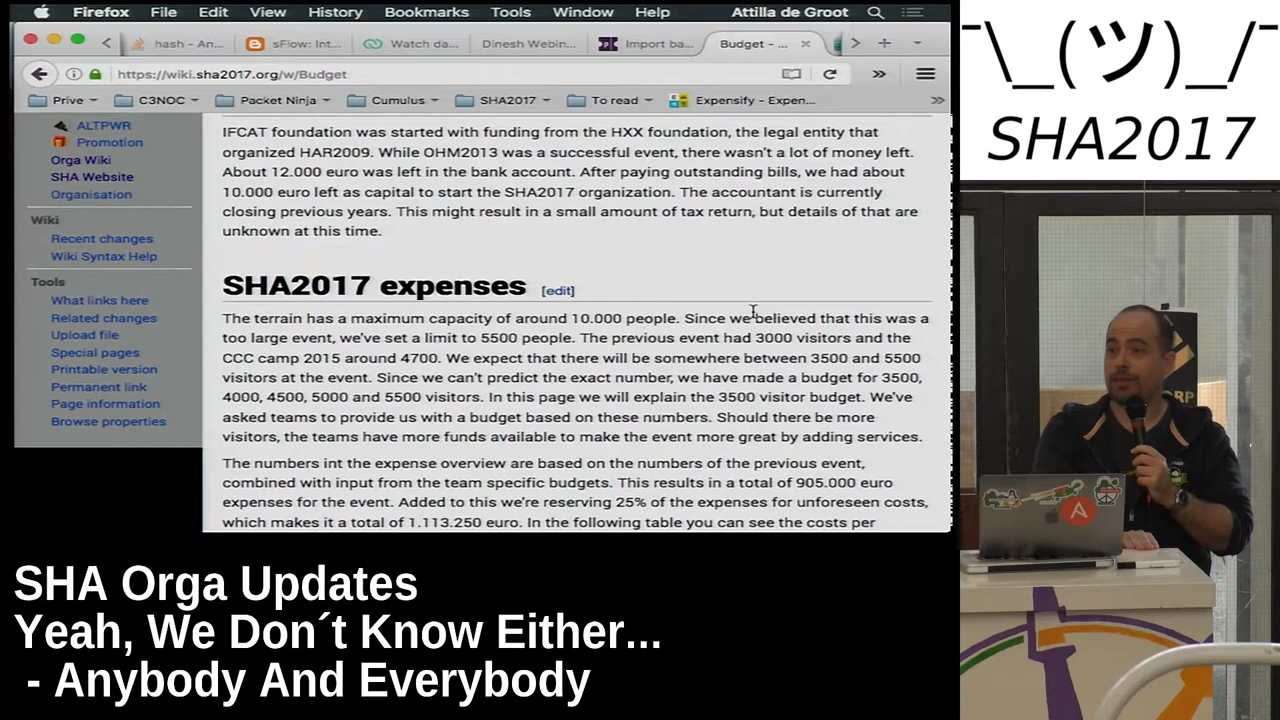 Firefox File Edit View History Bookmarks Tools Window Help Attilla de Groot
hash - An... sFlow: Int... Watch da... Dinesh Webin... Import ba... Budget - ...
https://wiki.sha2017.org/w/Budget
Prive C3NOC Packet Ninja Cumulus SHA2017 To read Expensify - Expen...
ALTPWR
Promotion
Orga Wiki
SHA Website
Organisation
Wiki
Recent changes
Wiki Syntax Help
Tools
What links here
Related changes
Upload file
Special pages
Printable version
Permanent link
Page information
Browse properties
IFCAT foundation was started with funding from the HXX foundation, the legal entity that
organized HAR2009. While OHM2013 was a successful event, there wasn't a lot of money left.
About 12.000 euro was left in the bank account. After paying outstanding bills, we had about
10.000 euro left as capital to start the SHA2017 organization. The accountant is currently
closing previous years. This might result in a small amount of tax return, but details of that are
unknown at this time.
SHA2017 expenses [edit]
The terrain has a maximum capacity of around 10.000 people. Since we believed that this was a
too large event, we've set a limit to 5500 people. The previous event had 3000 visitors and the
CCC camp 2015 around 4700. We expect that there will be somewhere between 3500 and 5500
visitors at the event. Since we can't predict the exact number, we have made a budget for 3500,
4000, 4500, 5000 and 5500 visitors. In this page we will explain the 3500 visitor budget. We've
asked teams to provide us with a budget based on these numbers. Should there be more
visitors, the teams have more funds available to make the event more great by adding services.
The numbers int the expense overview are based on the numbers of the previous event,
combined with input from the team specific budgets. This results in a total of 905.000 euro
expenses for the event. Added to this we're reserving 25% of the expenses for unforeseen costs,
which makes it a total of 1.113.250 euro. In the following table you can see the costs per
¯\_(ツ)_/¯
SHA2017
RP
SHA Orga Updates
Yeah, We Don´t Know Either...
- Anybody And Everybody